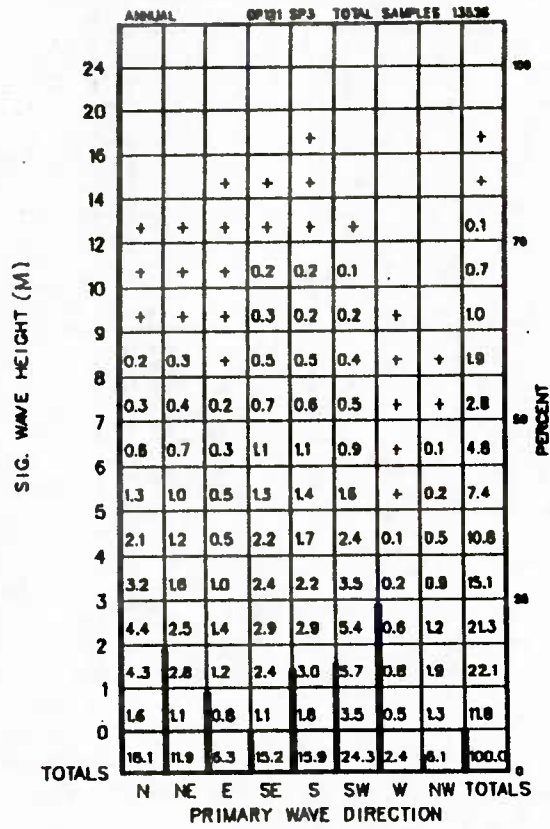 ANNUAL GP121 SP3 TOTAL SAMPLES 13536
24 100
20
+ +
16
+ + + +
14
+ + + + + + 0.1
12 70
+ + + 0.2 0.2 0.1 0.7
10
+ + + 0.3 0.2 0.2 + 1.0
9
0.2 0.3 + 0.5 0.5 0.4 + + 1.9
8
0.3 0.4 0.2 0.7 0.6 0.5 + + 2.8
7 50
0.6 0.7 0.3 1.1 1.1 0.9 + 0.1 4.8
6
1.3 1.0 0.5 1.5 1.4 1.6 + 0.2 7.4
5
2.1 1.2 0.5 2.2 1.7 2.4 0.1 0.5 10.6
4
3.2 1.6 1.0 2.4 2.2 3.5 0.2 0.9 15.1
3
4.4 2.5 1.4 2.9 2.9 5.4 0.6 1.2 21.3
2
4.3 2.8 1.2 2.4 3.0 5.7 0.8 1.9 22.1
1
1.6 1.1 0.6 1.1 1.8 3.5 0.5 1.3 11.8
0
TOTALS 18.1 11.9 6.3 15.2 15.9 24.3 2.4 6.1 100.0 0
N NE E SE S SW W NW TOTALS
PRIMARY WAVE DIRECTION
SIG. WAVE HEIGHT (M)
PERCENT